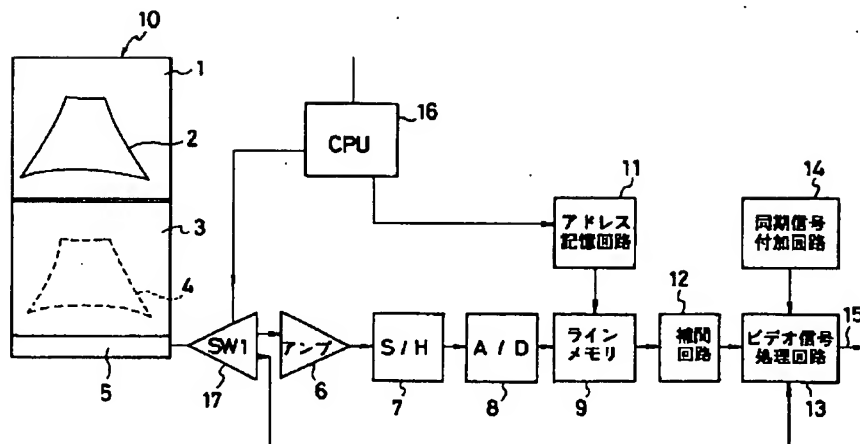 10
1
2
3
4
5
CPU
16
SW1
17
アンプ
6
S/H
7
A/D
8
アドレス
記憶回路
11
ライン
メモリ
9
補間
回路
12
同期信号
付加回路
14
ビデオ信号
処理回路
13
15